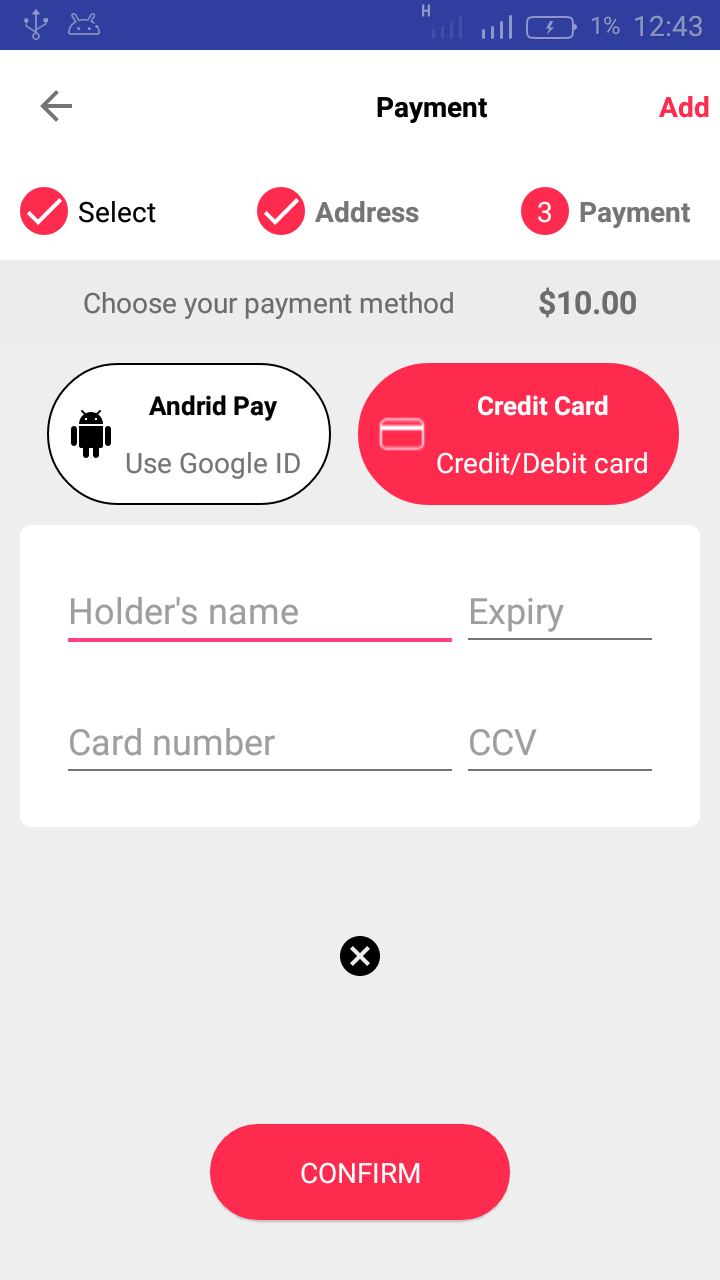 H
1% 12:43
Payment Add
Select Address 3 Payment
Choose your payment method $10.00
Andrid Pay
Use Google ID
Credit Card
Credit/Debit card
Holder's name Expiry
Card number CCV
CONFIRM